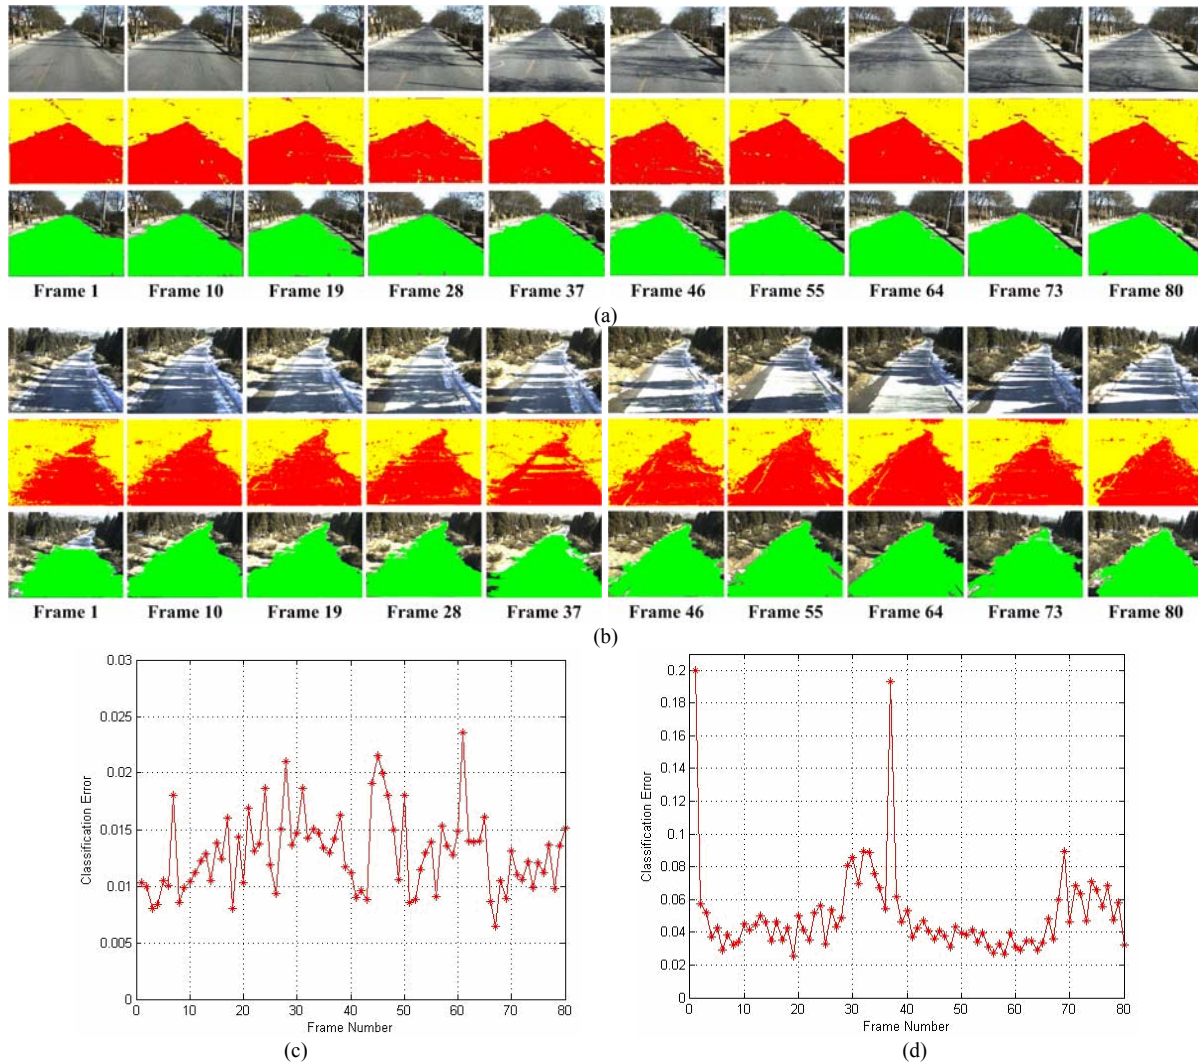 Frame 1 Frame 10 Frame 19 Frame 28 Frame 37 Frame 46 Frame 55 Frame 64 Frame 73 Frame 80
(a)
Frame 1 Frame 10 Frame 19 Frame 28 Frame 37 Frame 46 Frame 55 Frame 64 Frame 73 Frame 80
(b)
0.03
0.025
0.02
0.015
0.01
0.005
0
0 10 20 30 40 50 60 70 80
Classification Error
Frame Number
(c)
0.2
0.18
0.16
0.14
0.12
0.1
0.08
0.06
0.04
0.02
0
0 10 20 30 40 50 60 70 80
Classification Error
Frame Number
(d)